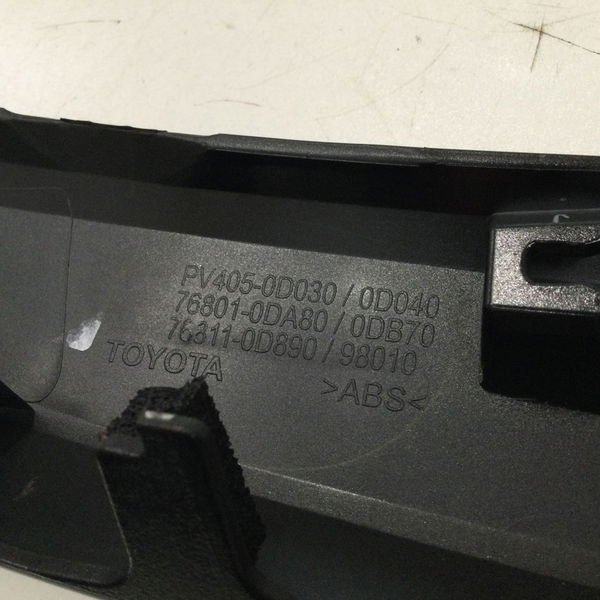 PV405-0D030 / 0D040
76801-0DA80 / 0DB70
76811-0D890 / 98010
TOYOTA
>ABS<